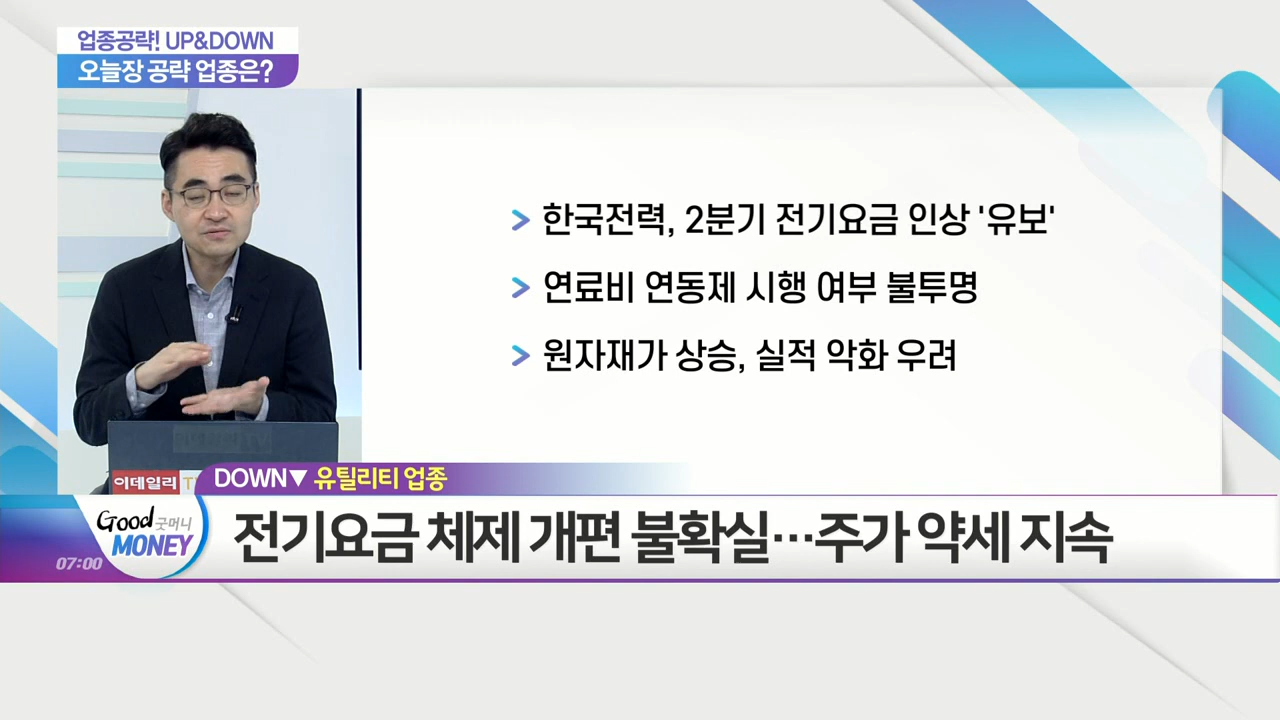 업종공략! UP&DOWN
오늘장 공략 업종은?
> 한국전력, 2분기 전기요금 인상 '유보'
> 연료비 연동제 시행 여부 불투명
> 원자재가 상승, 실적 악화 우려
이데일리 T
DOWN▼ 유틸리티 업종
Good 굿머니
MONEY
07:00
전기요금 체제 개편 불확실…주가 약세 지속